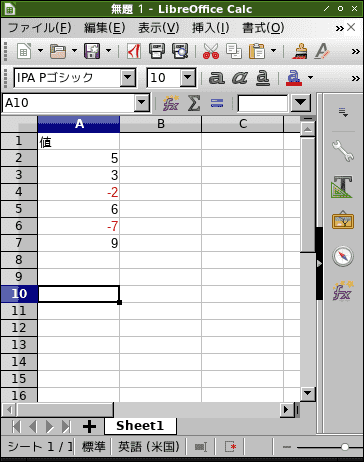 無題 1 - LibreOffice Calc
ファイル(F) 編集(E) 表示(V) 挿入(I) 書式(O) »
IPA Pゴシック 10 a a a a »
A10
A B C
1 値
2 5
3 3
4 -2
5 6
6 -7
7 9
8
9
10
11
12
13
14
15
16
Sheet1
シート 1 / 1 標準 英語 (米国)